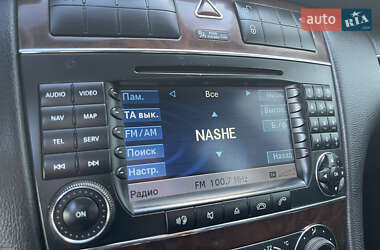 auto RIA
AUDIO VIDEO
NAV MAP
TEL SERV
ON
Пам.
ТА вык.
FM/AM
Поиск
Настр.
Все
NASHE
Назад
Радио
FM 100.7 MHz